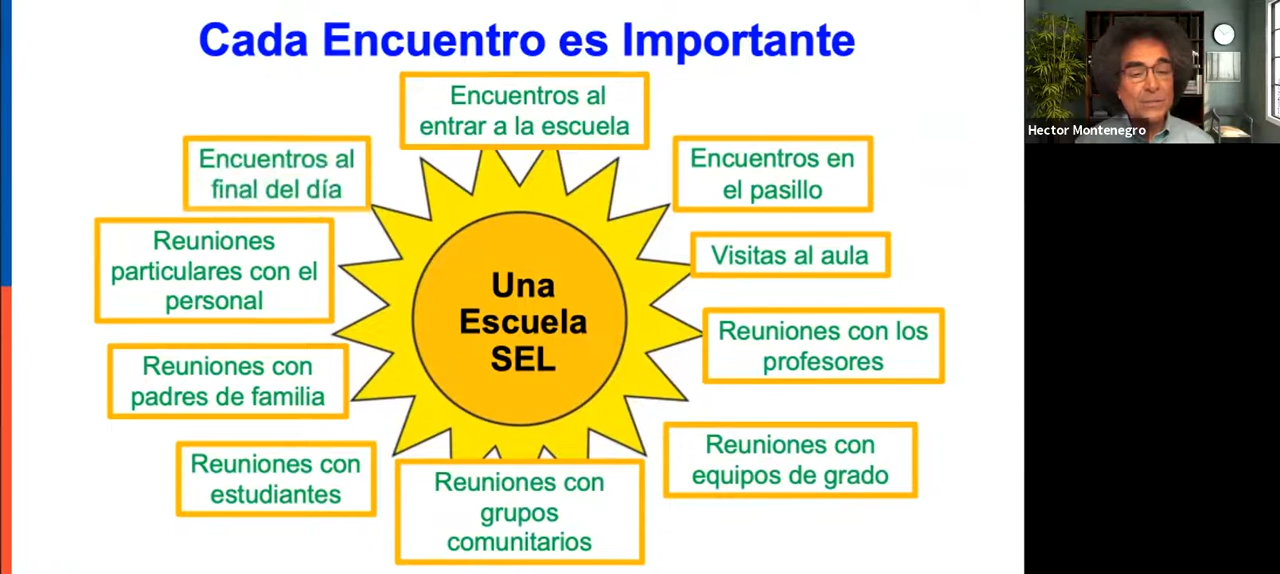 Cada Encuentro es Importante
Encuentros al
entrar a la escuela
Encuentros en
el pasillo
Visitas al aula
Reuniones con los
profesores
Reuniones con
equipos de grado
Reuniones con
grupos
comunitarios
Reuniones con
estudiantes
Reuniones con
padres de familia
Reuniones
particulares con el
personal
Encuentros al
final del día
Una
Escuela
SEL
Hector Montenegro